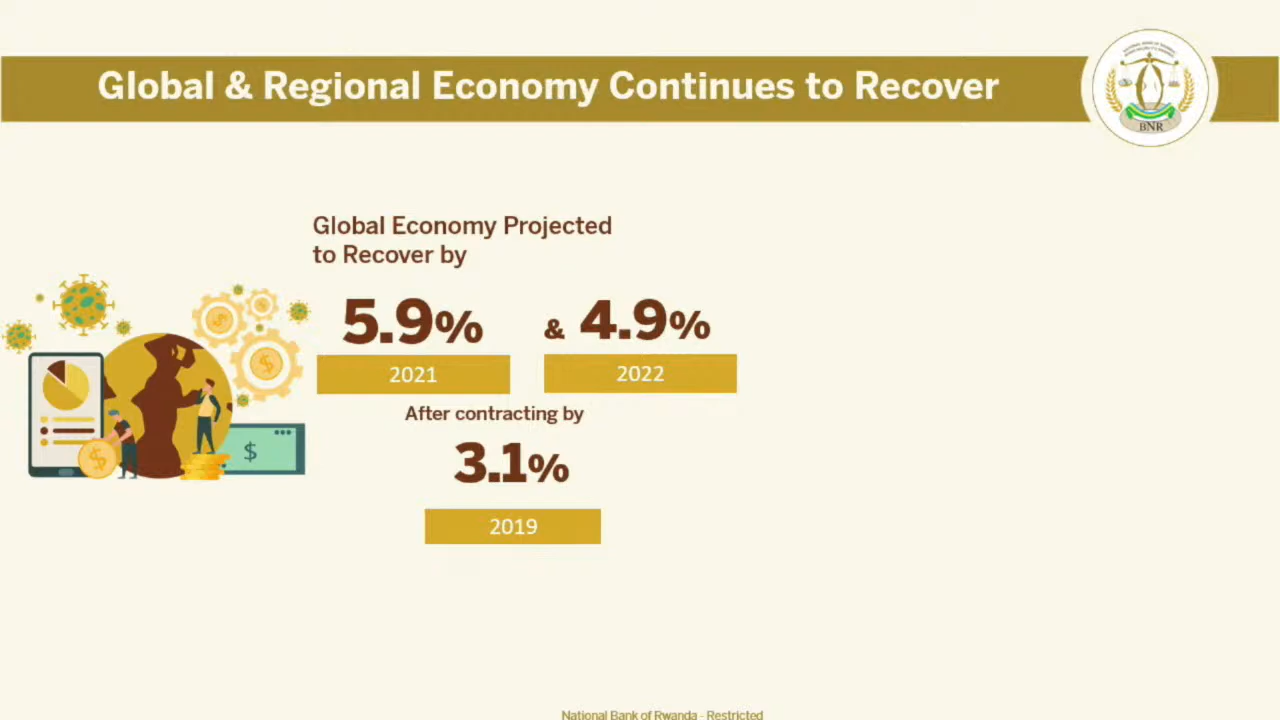 Global & Regional Economy Continues to Recover
BNR
Global Economy Projected
to Recover by
5.9% & 4.9%
2021 2022
After contracting by
3.1%
2019
$
$
$
$
$
National Bank of Rwanda - Restricted